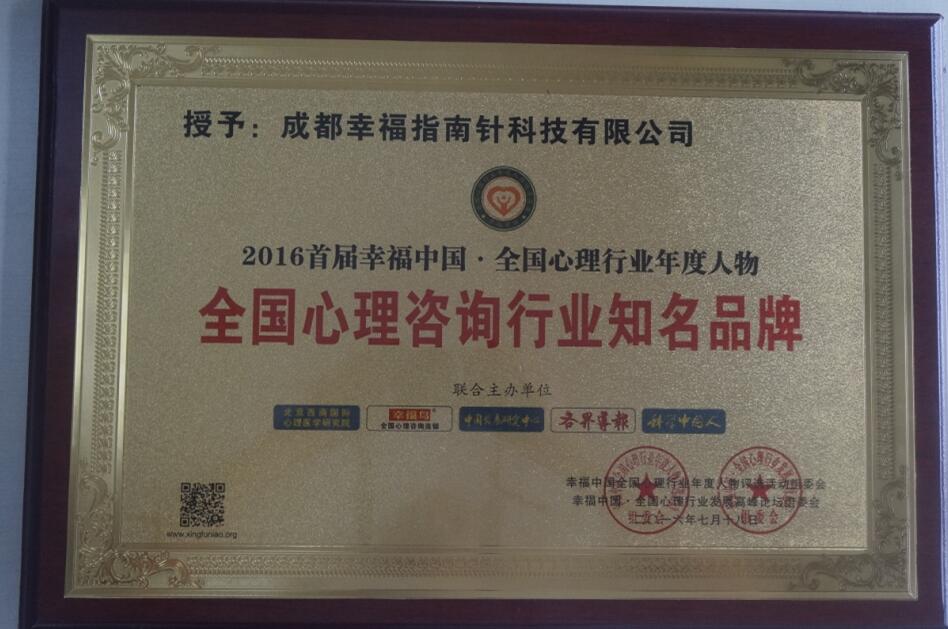 授予：成都幸福指南针科技有限公司
2016首届幸福中国·全国心理行业年度人物
全国心理咨询行业知名品牌
联合主办单位
北京西商国际
心理医学研究院
幸福鸟®
全国心理咨询连锁
中国发展研究中心
各界导报
科学中国人
幸福中国全国心理行业年度人物评选活动组委会
幸福中国·全国心理行业发展高峰论坛组委会
二〇一六年七月十八日
www.xingfuniao.org